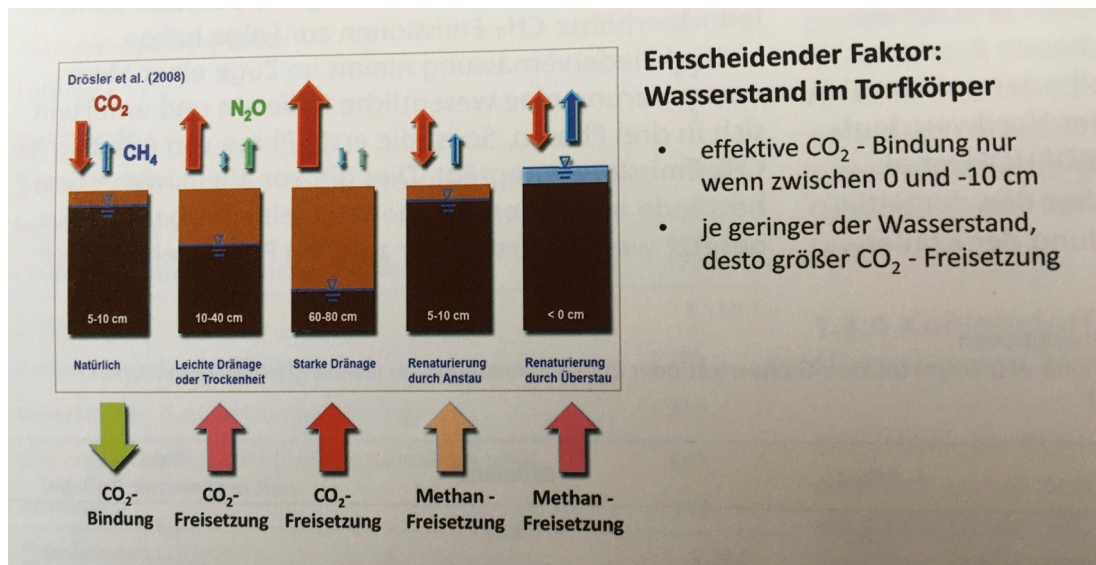 Drösler et al. (2008)
CO₂
CH₄
N₂O
5-10 cm
10-40 cm
60-80 cm
5-10 cm
< 0 cm
Natürlich
Leichte Dränage
oder Trockenheit
Starke Dränage
Renaturierung
durch Anstau
Renaturierung
durch Überstau
CO₂-
Bindung
CO₂-
Freisetzung
CO₂-
Freisetzung
Methan -
Freisetzung
Methan -
Freisetzung
Entscheidender Faktor:
Wasserstand im Torfkörper
• effektive CO₂ - Bindung nur
wenn zwischen 0 und -10 cm
• je geringer der Wasserstand,
desto größer CO₂ - Freisetzung